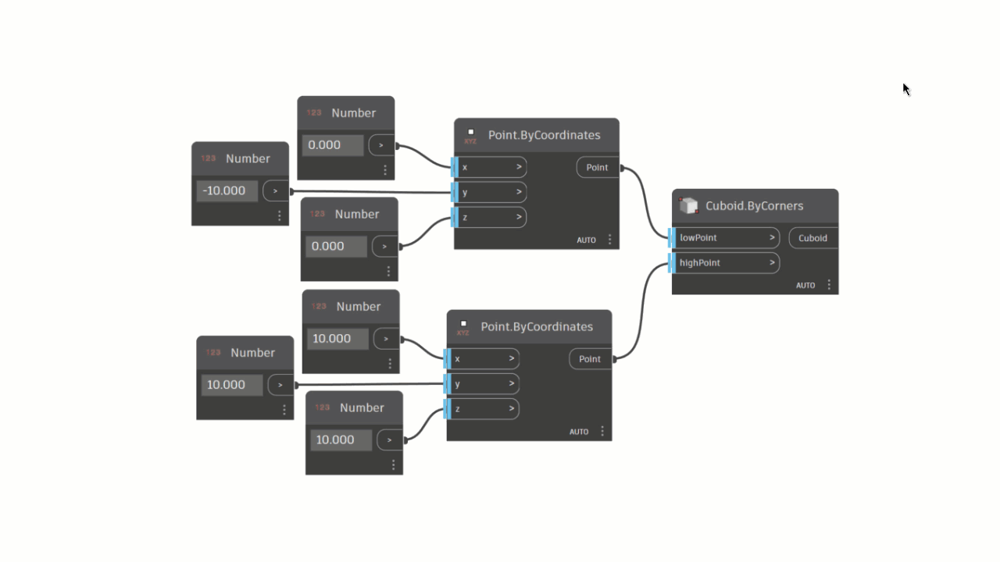 123 Number
0.000 >
123 Number
-10.000 >
123 Number
0.000 >
XYZ Point.ByCoordinates
x > Point
y >
z >
AUTO
Cuboid.ByCorners
lowPoint > Cuboid
highPoint >
AUTO
123 Number
10.000 >
123 Number
10.000 >
123 Number
10.000 >
XYZ Point.ByCoordinates
x > Point
y >
z >
AUTO